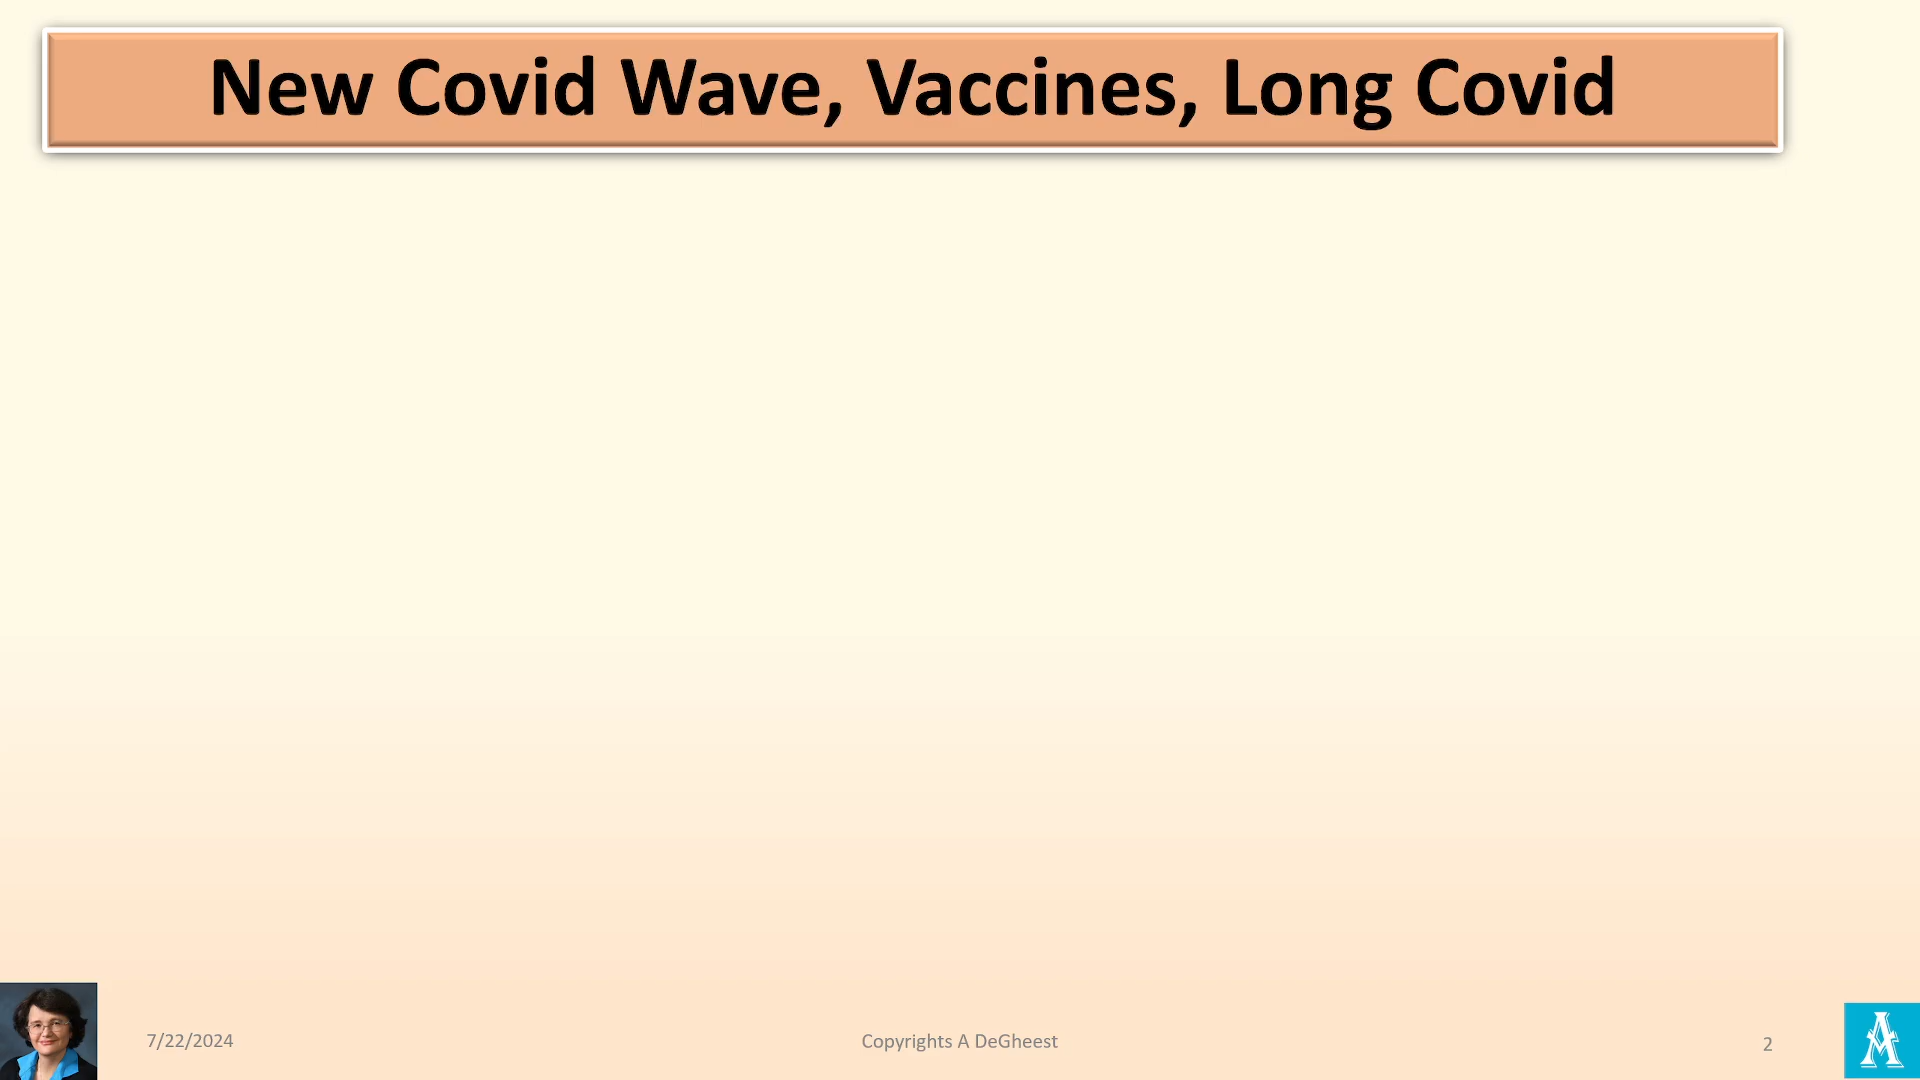 New Covid Wave, Vaccines, Long Covid
7/22/2024
Copyrights A DeGheest
2
A